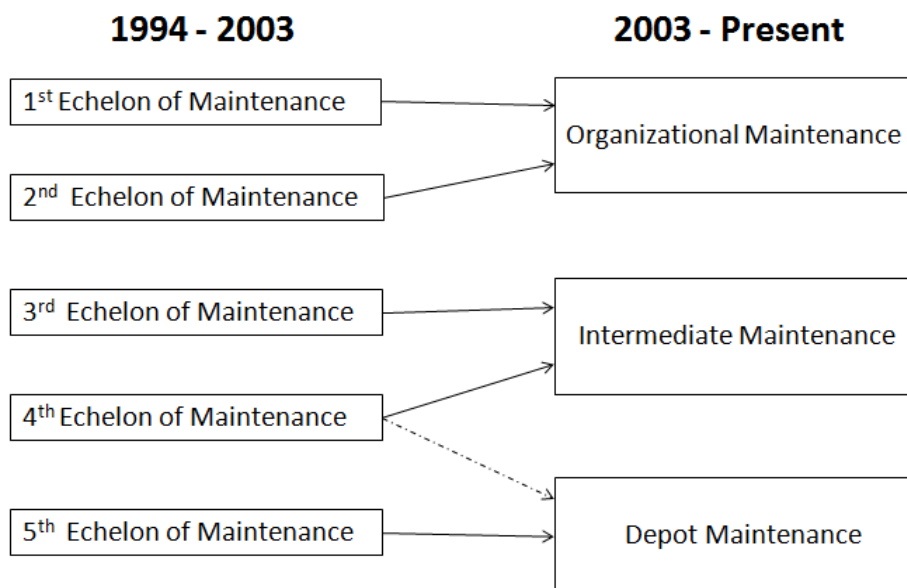 1994 - 2003
2003 - Present
1st Echelon of Maintenance
2nd Echelon of Maintenance
3rd Echelon of Maintenance
4th Echelon of Maintenance
5th Echelon of Maintenance
Organizational Maintenance
Intermediate Maintenance
Depot Maintenance